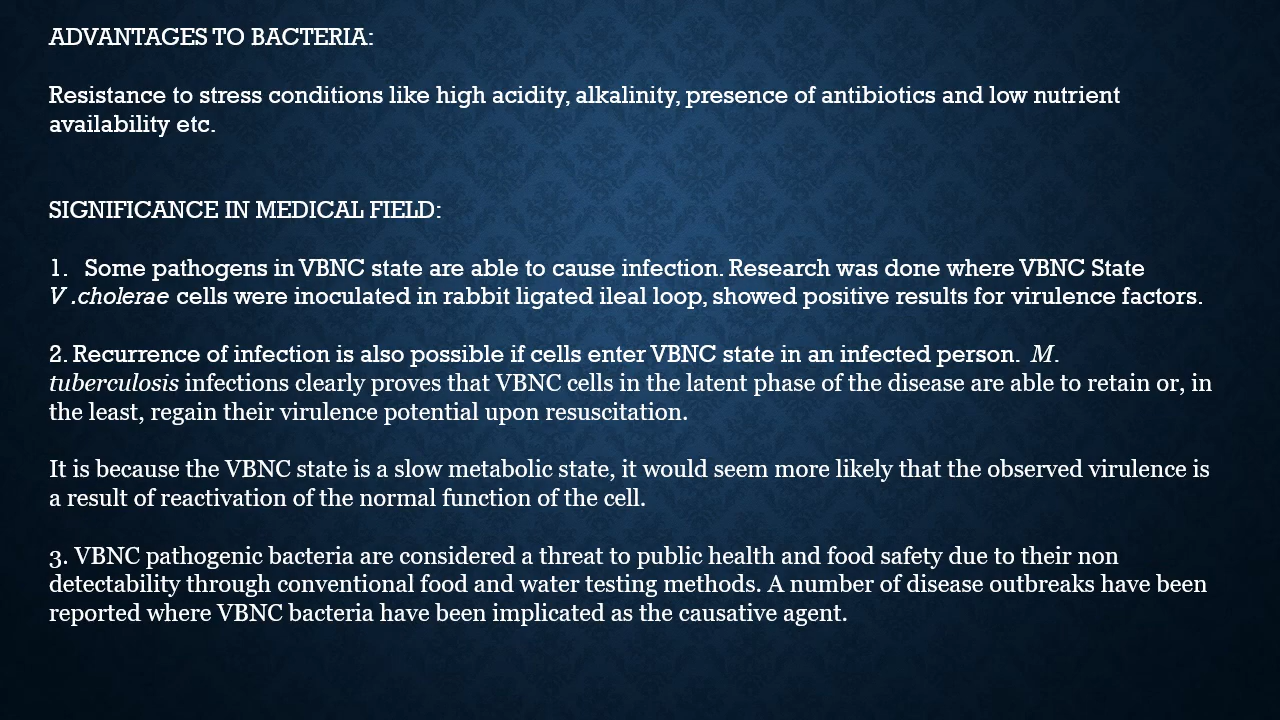 ADVANTAGES TO BACTERIA:
Resistance to stress conditions like high acidity, alkalinity, presence of antibiotics and low nutrient
availability etc.
SIGNIFICANCE IN MEDICAL FIELD:
1. Some pathogens in VBNC state are able to cause infection. Research was done where VBNC State
V .cholerae cells were inoculated in rabbit ligated ileal loop, showed positive results for virulence factors.
2. Recurrence of infection is also possible if cells enter VBNC state in an infected person. M.
tuberculosis infections clearly proves that VBNC cells in the latent phase of the disease are able to retain or, in
the least, regain their virulence potential upon resuscitation.
It is because the VBNC state is a slow metabolic state, it would seem more likely that the observed virulence is
a result of reactivation of the normal function of the cell.
3. VBNC pathogenic bacteria are considered a threat to public health and food safety due to their non
detectability through conventional food and water testing methods. A number of disease outbreaks have been
reported where VBNC bacteria have been implicated as the causative agent.